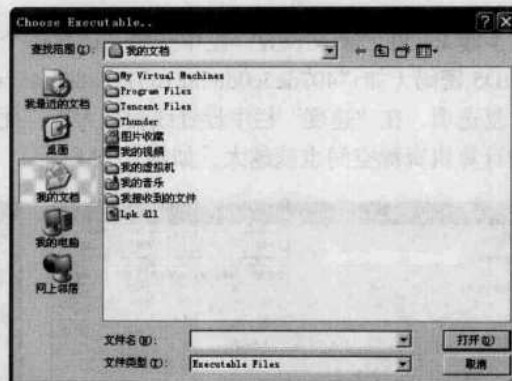 Choose Executable..
查找范围(I):
我的文档
我最近的文档
桌面
我的文档
我的电脑
网上邻居
My Virtual Machines
Program Files
Tencent Files
Thunder
图片收藏
我的视频
我的虚拟机
我的音乐
我接收到的文件
Lpk dll
文件名(N):
打开(O)
文件类型(T):
Executable Files
取消